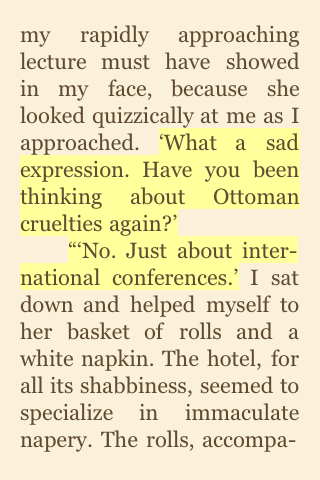 my rapidly approaching
lecture must have showed
in my face, because she
looked quizzically at me as I
approached. ‘What a sad
expression. Have you been
thinking about Ottoman
cruelties again?’
“‘No. Just about inter-
national conferences.’ I sat
down and helped myself to
her basket of rolls and a
white napkin. The hotel, for
all its shabbiness, seemed to
specialize in immaculate
napery. The rolls, accompa-